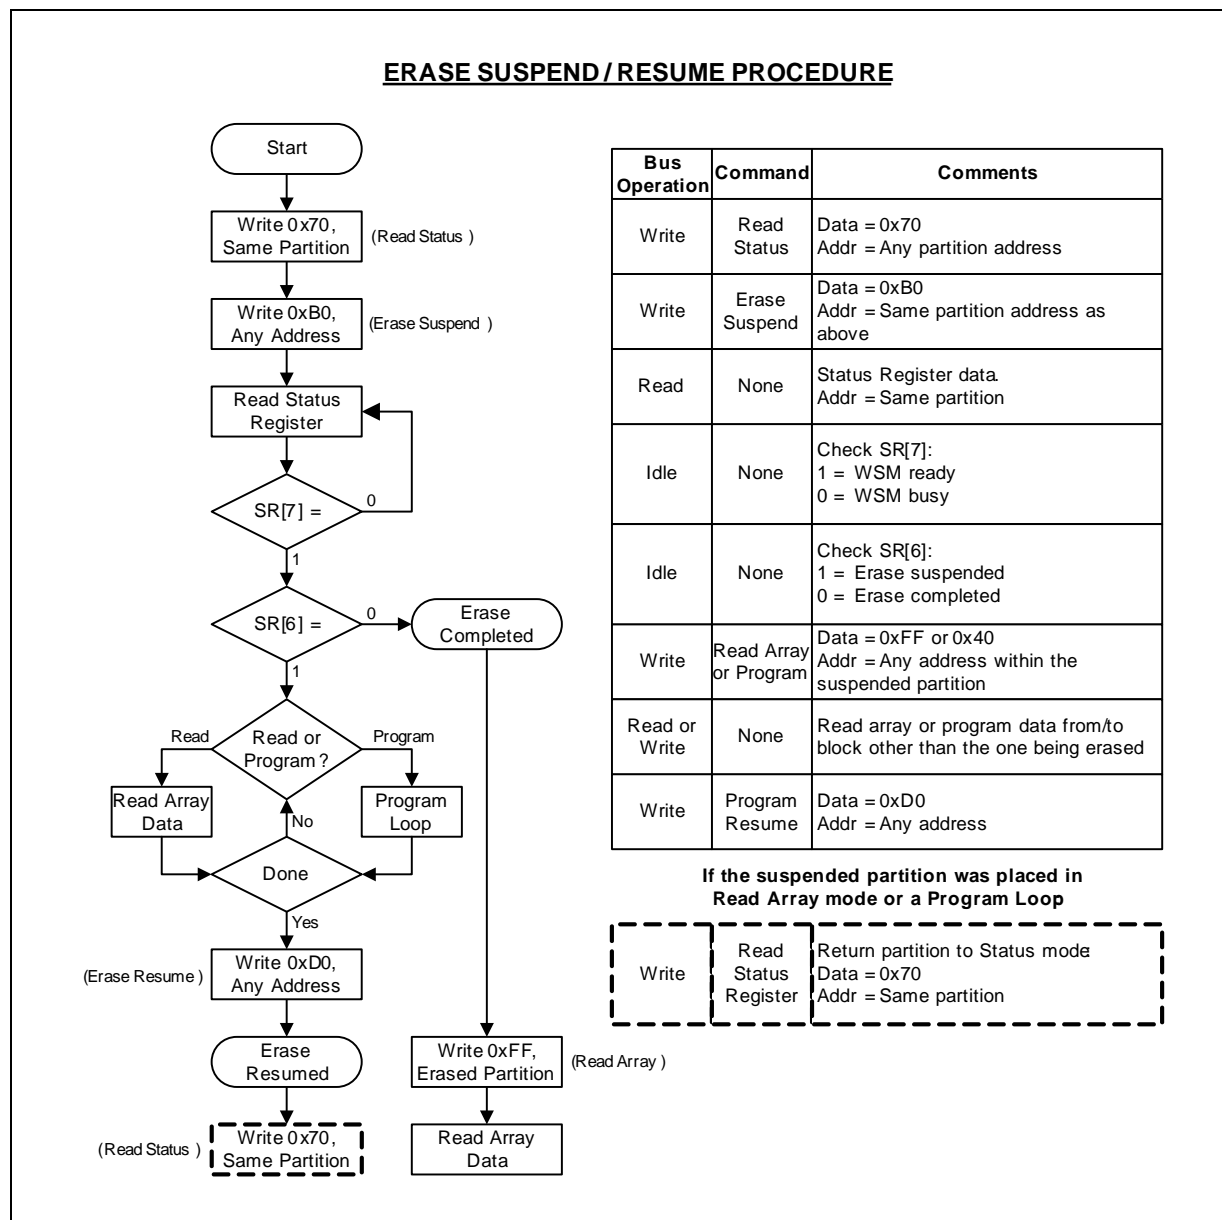 ERASE SUSPEND / RESUME PROCEDURE
Start
Write 0x70,
Same Partition
(Read Status )
Write 0xB0,
Any Address
(Erase Suspend )
Read Status
Register
SR[7] =
0
1
SR[6] =
0
Erase
Completed
1
Read or
Program ?
Read
Program
Read Array
Data
Program
Loop
No
Done
Yes
(Erase Resume )
Write 0xD0,
Any Address
Erase
Resumed
(Read Status )
Write 0x70,
Same Partition
Write 0xFF,
Erased Partition
(Read Array )
Read Array
Data
Bus
Operation
Command
Comments
Write
Read
Status
Data = 0x70
Addr = Any partition address
Write
Erase
Suspend
Data = 0xB0
Addr = Same partition address as
above
Read
None
Status Register data.
Addr = Same partition
Idle
None
Check SR[7]:
1 = WSM ready
0 = WSM busy
Idle
None
Check SR[6]:
1 = Erase suspended
0 = Erase completed
Write
Read Array
or Program
Data = 0xFF or 0x40
Addr = Any address within the
suspended partition
Read or
Write
None
Read array or program data from/to
block other than the one being erased
Write
Program
Resume
Data = 0xD0
Addr = Any address
If the suspended partition was placed in
Read Array mode or a Program Loop
Write
Read
Status
Register
Return partition to Status mode:
Data = 0x70
Addr = Same partition